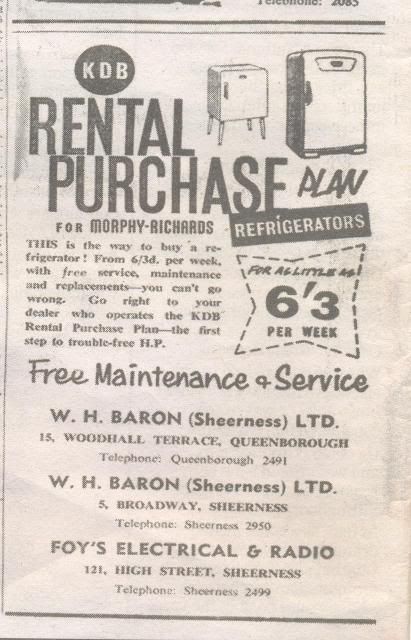 Telephone: 2085
KDB
RENTAL
PURCHASE PLAN
FOR MORPHY-RICHARDS REFRIGERATORS
THIS is the way to buy a re-
frigerator! From 6/3d. per week,
with free service, maintenance
and replacements—you can't go
wrong. Go right to your
dealer who operates the KDB
Rental Purchase Plan—the first
step to trouble-free H.P.
FOR AS LITTLE AS
6'3
PER WEEK
Free Maintenance & Service
W. H. BARON (Sheerness) LTD.
15, WOODHALL TERRACE, QUEENBOROUGH
Telephone: Queenborough 2491
W. H. BARON (Sheerness) LTD.
5, BROADWAY, SHEERNESS
Telephone: Sheerness 2950
FOY'S ELECTRICAL & RADIO
121, HIGH STREET, SHEERNESS
Telephone: Sheerness 2499